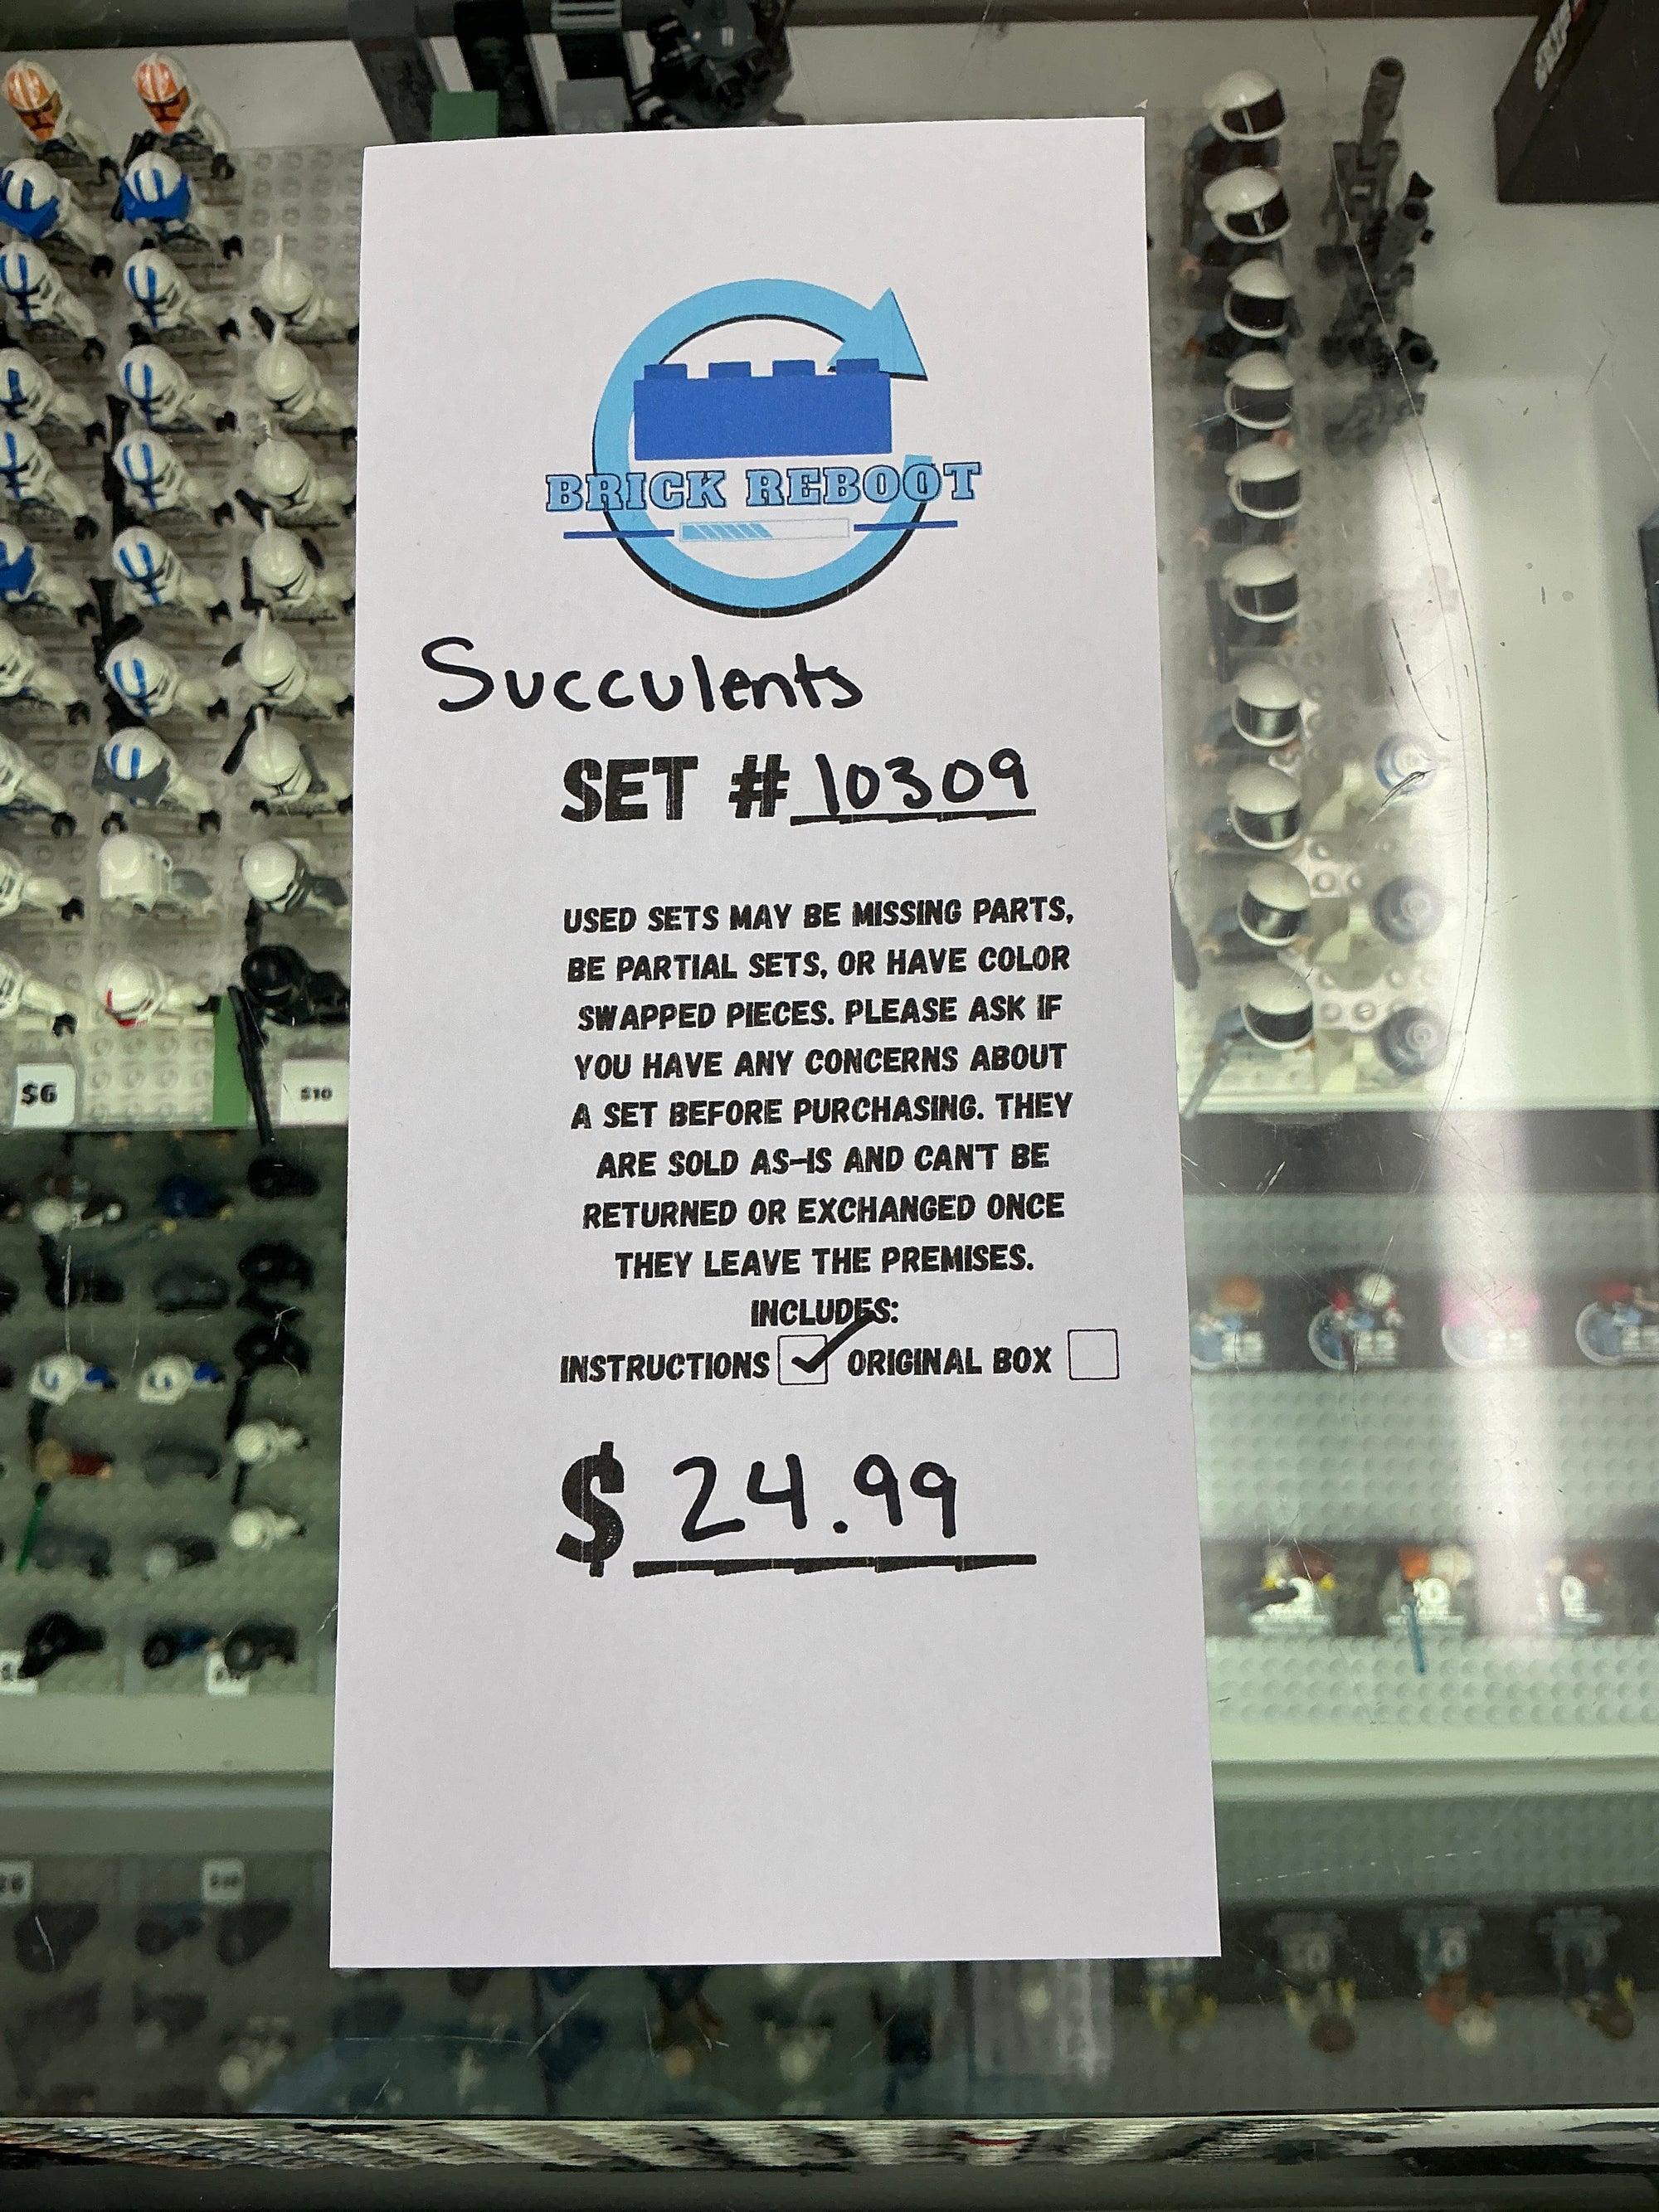 BRICK REBOOT
Succulents
SET # 10309
USED SETS MAY BE MISSING PARTS,
BE PARTIAL SETS, OR HAVE COLOR
SWAPPED PIECES. PLEASE ASK IF
YOU HAVE ANY CONCERNS ABOUT
A SET BEFORE PURCHASING. THEY
ARE SOLD AS-IS AND CAN'T BE
RETURNED OR EXCHANGED ONCE
THEY LEAVE THE PREMISES.
INCLUDES:
INSTRUCTIONS ORIGINAL BOX
$ 24.99
$6
$10